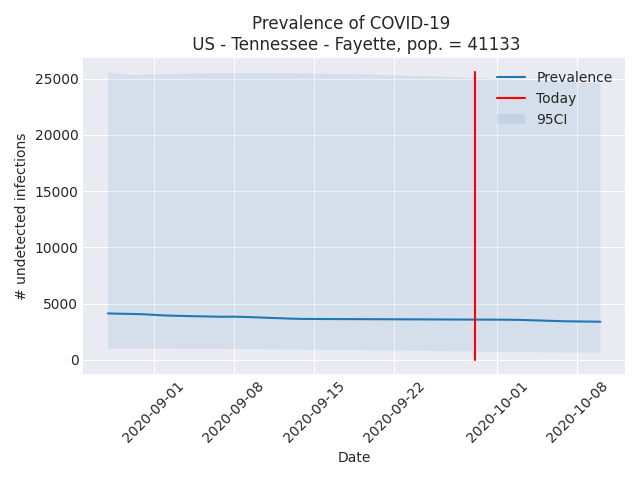 Prevalence of COVID-19
US - Tennessee - Fayette, pop. = 41133
25000
20000
15000
10000
5000
0
# undetected infections
Prevalence
Today
95CI
2020-09-01
2020-09-08
2020-09-15
2020-09-22
2020-10-01
2020-10-08
Date